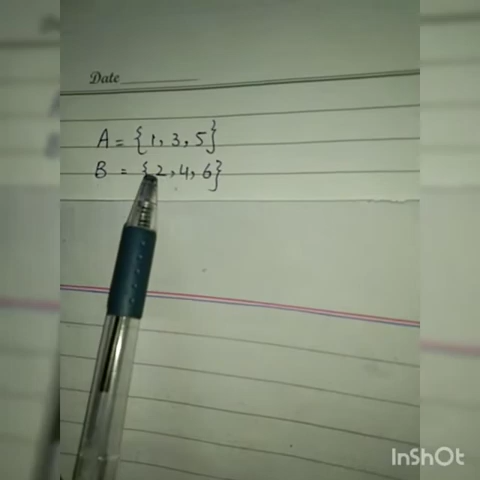 Date
A = {1, 3, 5}
B = {2, 4, 6}
InShOt